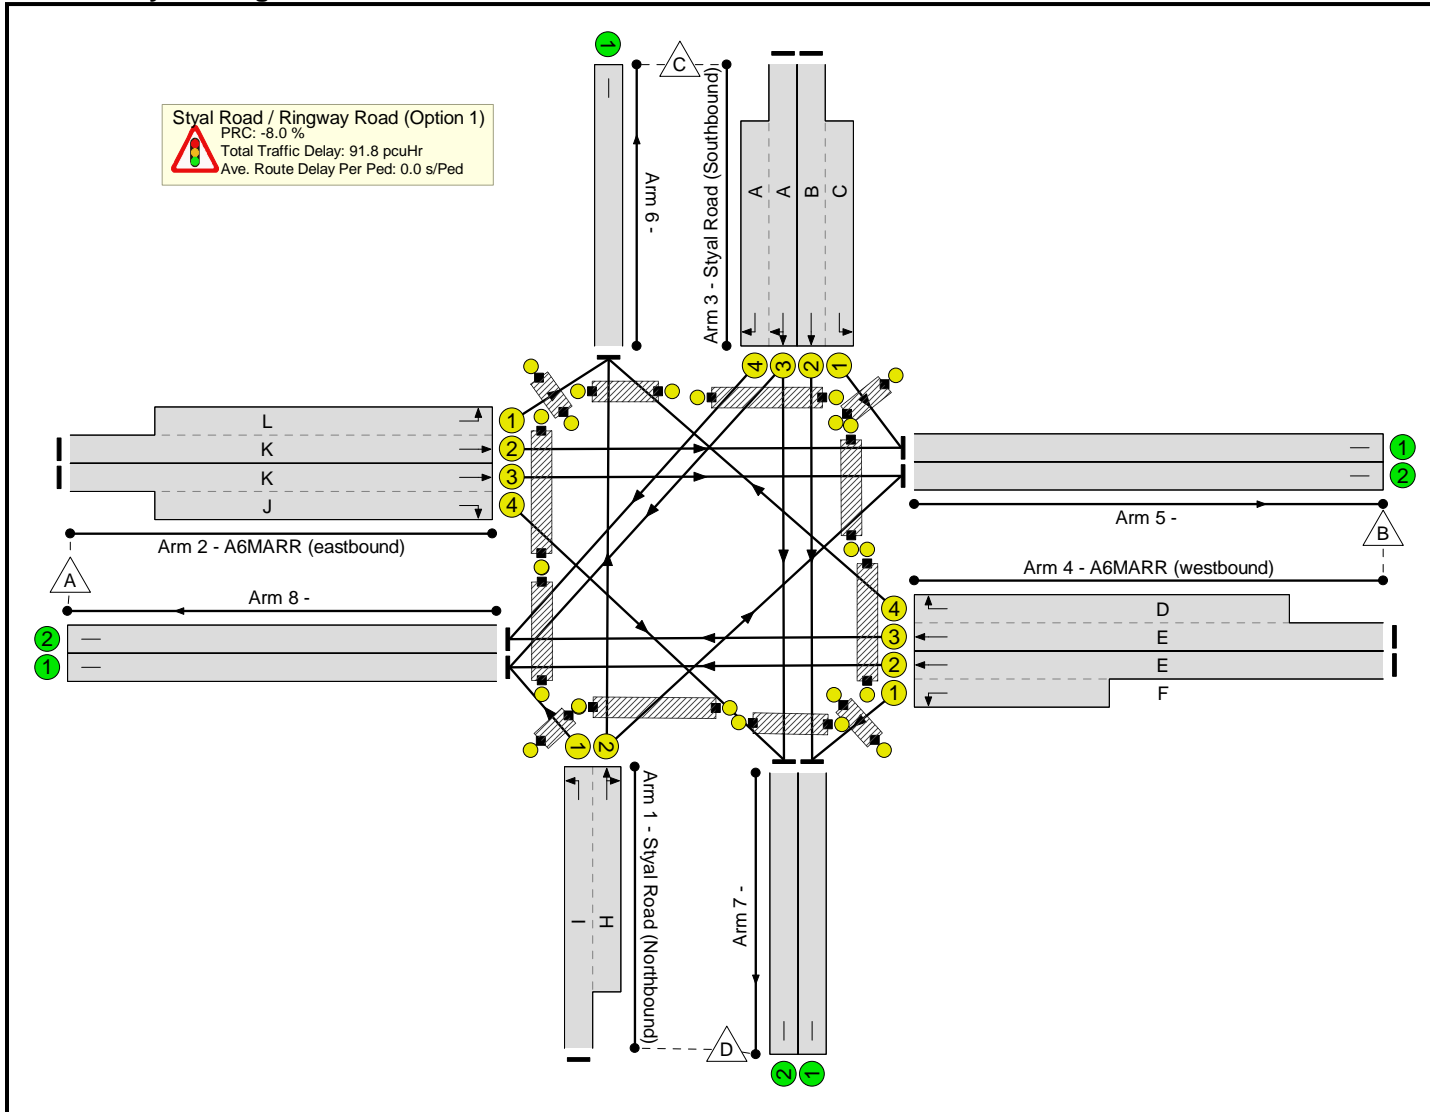 Styal Road / Ringway Road (Option 1)
PRC: -8.0 %
Total Traffic Delay: 91.8 pcuHr
Ave. Route Delay Per Ped: 0.0 s/Ped
1
C
Arm 6 -
Arm 3 - Styal Road (Southbound)
A
A
B
C
4
3
2
1
L
K
K
J
1
2
3
4
Arm 2 - A6MARR (eastbound)
A
Arm 8 -
2
1
1
2
Arm 5 -
B
Arm 4 - A6MARR (westbound)
D
E
E
F
4
3
2
1
1
2
I
H
Arm 1 - Styal Road (Northbound)
D
Arm 7 -
2
1